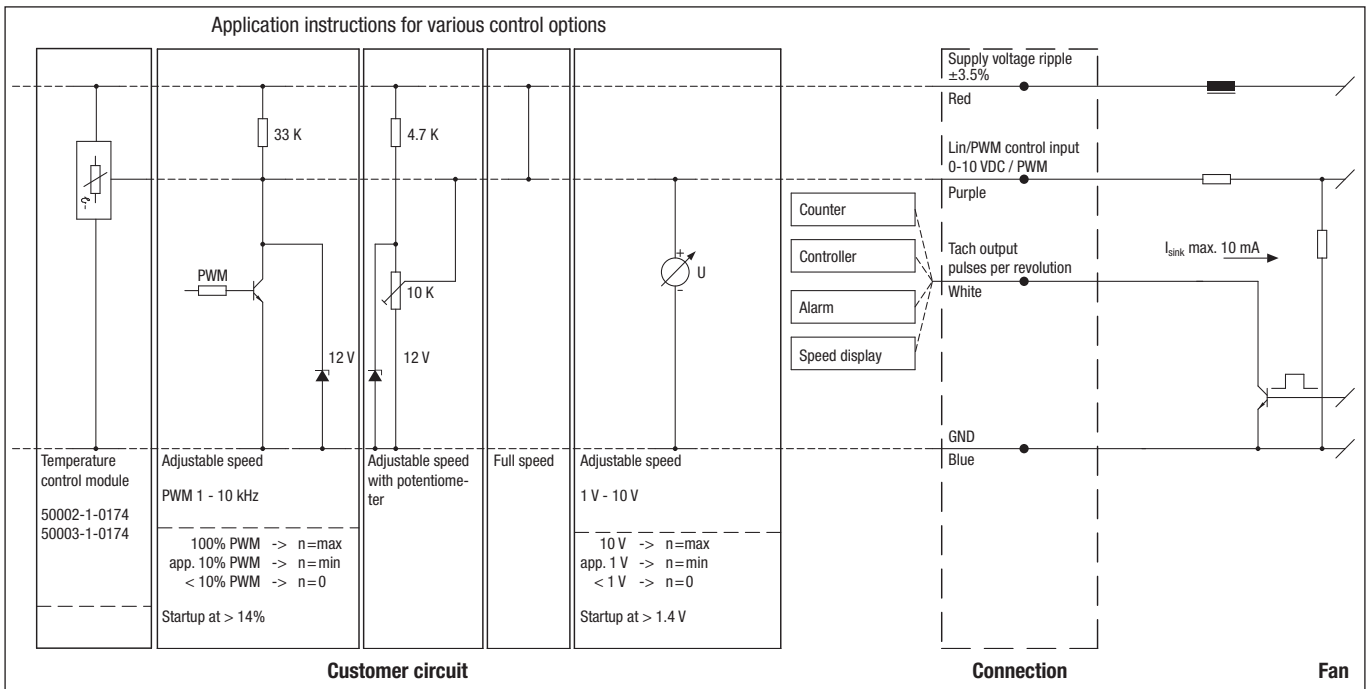 Application instructions for various control options
Supply voltage ripple
±3.5%
Red
33 K
4.7 K
Lin/PWM control input
0-10 VDC / PWM
Purple
Counter
Controller
Alarm
Speed display
Tach output
pulses per revolution
White
Isink max. 10 mA
PWM
10 K
+
U
-
12 V
12 V
GND
Blue
Temperature
control module
50002-1-0174
50003-1-0174
Adjustable speed
PWM 1 - 10 kHz
100% PWM -> n=max
app. 10% PWM -> n=min
< 10% PWM -> n=0
Startup at > 14%
Adjustable speed
with potentiome-
ter
Full speed
Adjustable speed
1 V - 10 V
10 V -> n=max
app. 1 V -> n=min
< 1 V -> n=0
Startup at > 1.4 V
Customer circuit
Connection
Fan